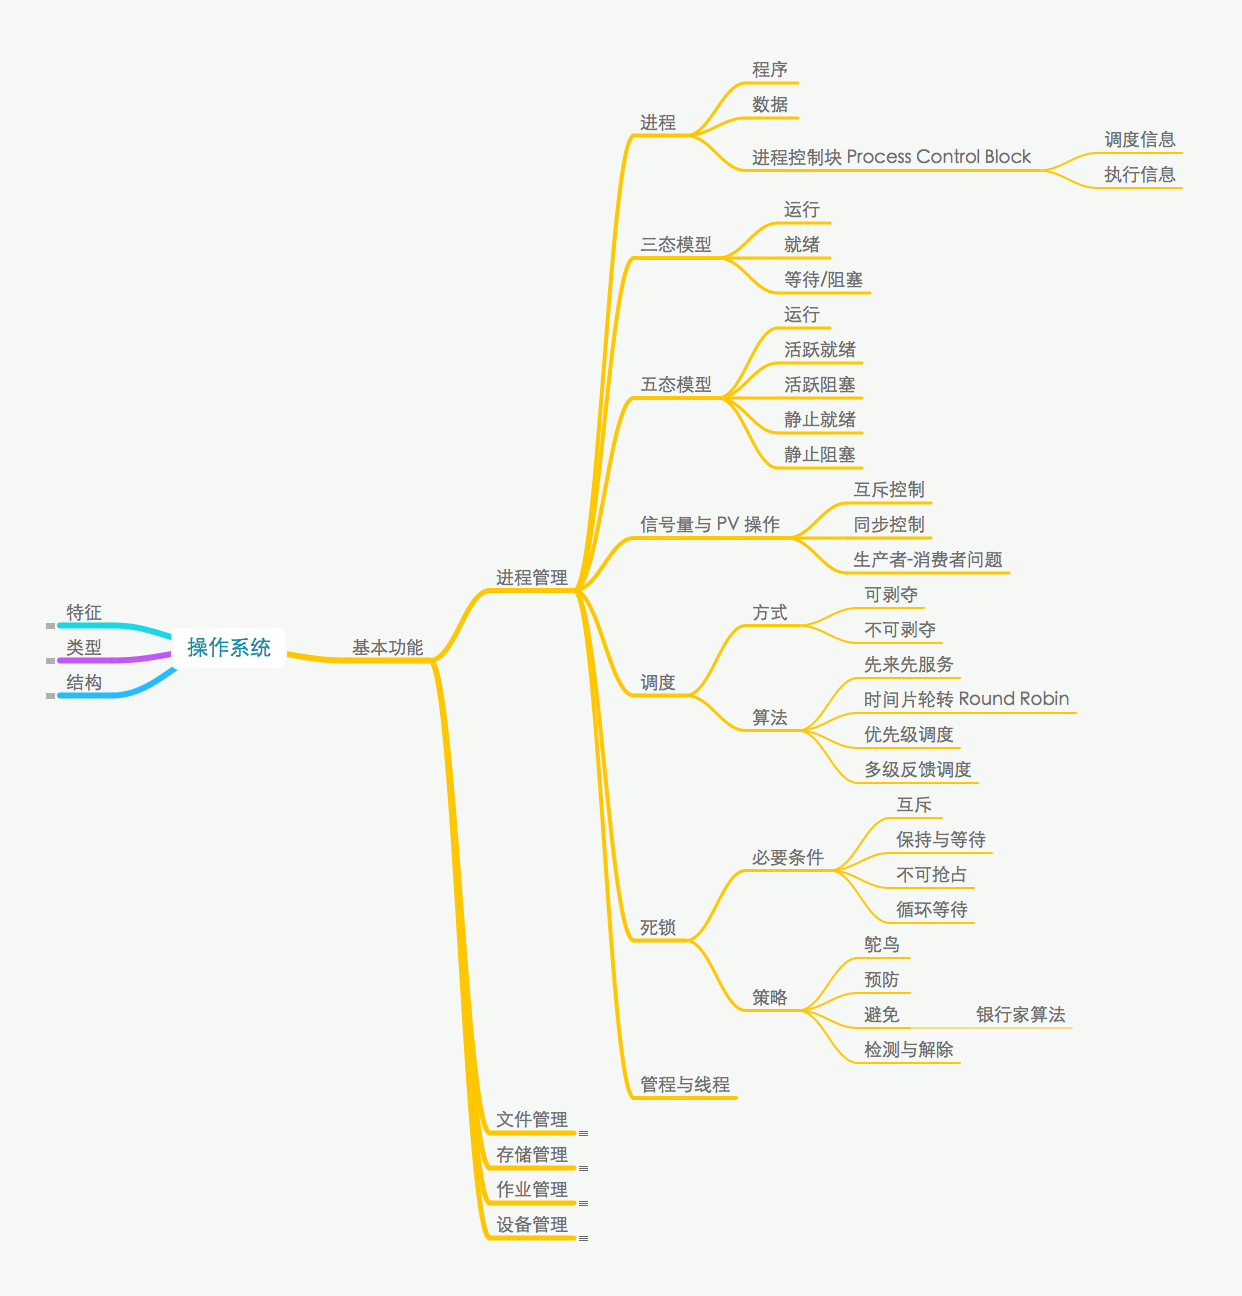 操作系统
特征
类型
结构
基本功能
进程管理
进程
程序
数据
进程控制块 Process Control Block
调度信息
执行信息
三态模型
运行
就绪
等待/阻塞
五态模型
运行
活跃就绪
活跃阻塞
静止就绪
静止阻塞
信号量与 PV 操作
互斥控制
同步控制
生产者-消费者问题
调度
方式
可剥夺
不可剥夺
算法
先来先服务
时间片轮转 Round Robin
优先级调度
多级反馈调度
死锁
必要条件
互斥
保持与等待
不可抢占
循环等待
策略
鸵鸟
预防
避免
银行家算法
检测与解除
管程与线程
文件管理
存储管理
作业管理
设备管理